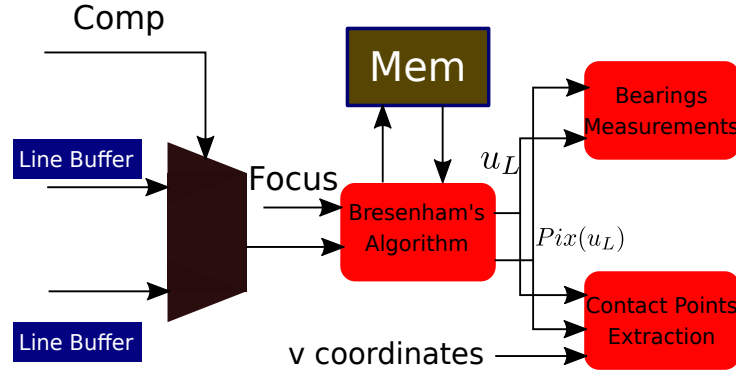 Comp
Mem
Bearings
Measurements
Line Buffer
u_L
Focus
Bresenham's
Algorithm
Pix(u_L)
Contact Points
Extraction
Line Buffer
v coordinates